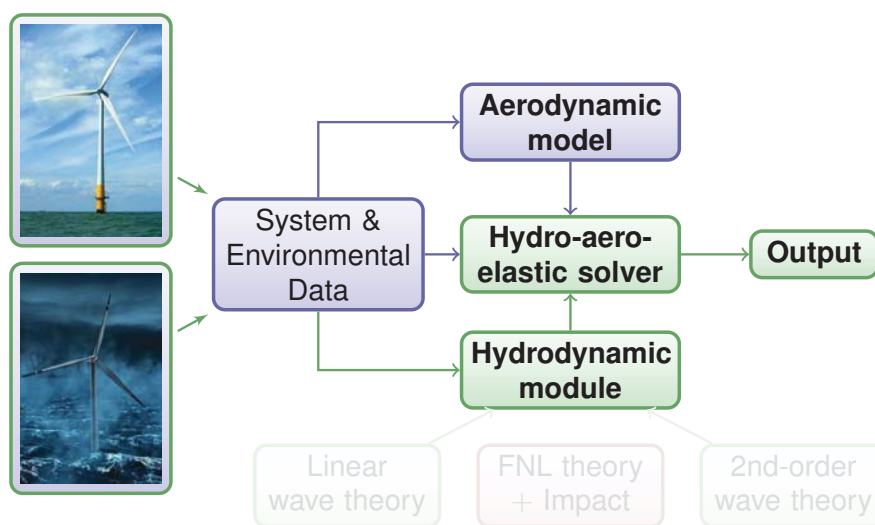 Aerodynamic
model
System &
Environmental
Data
Hydro-aero-
elastic solver
Output
Hydrodynamic
module
Linear
wave theory
FNL theory
+ Impact
2nd-order
wave theory